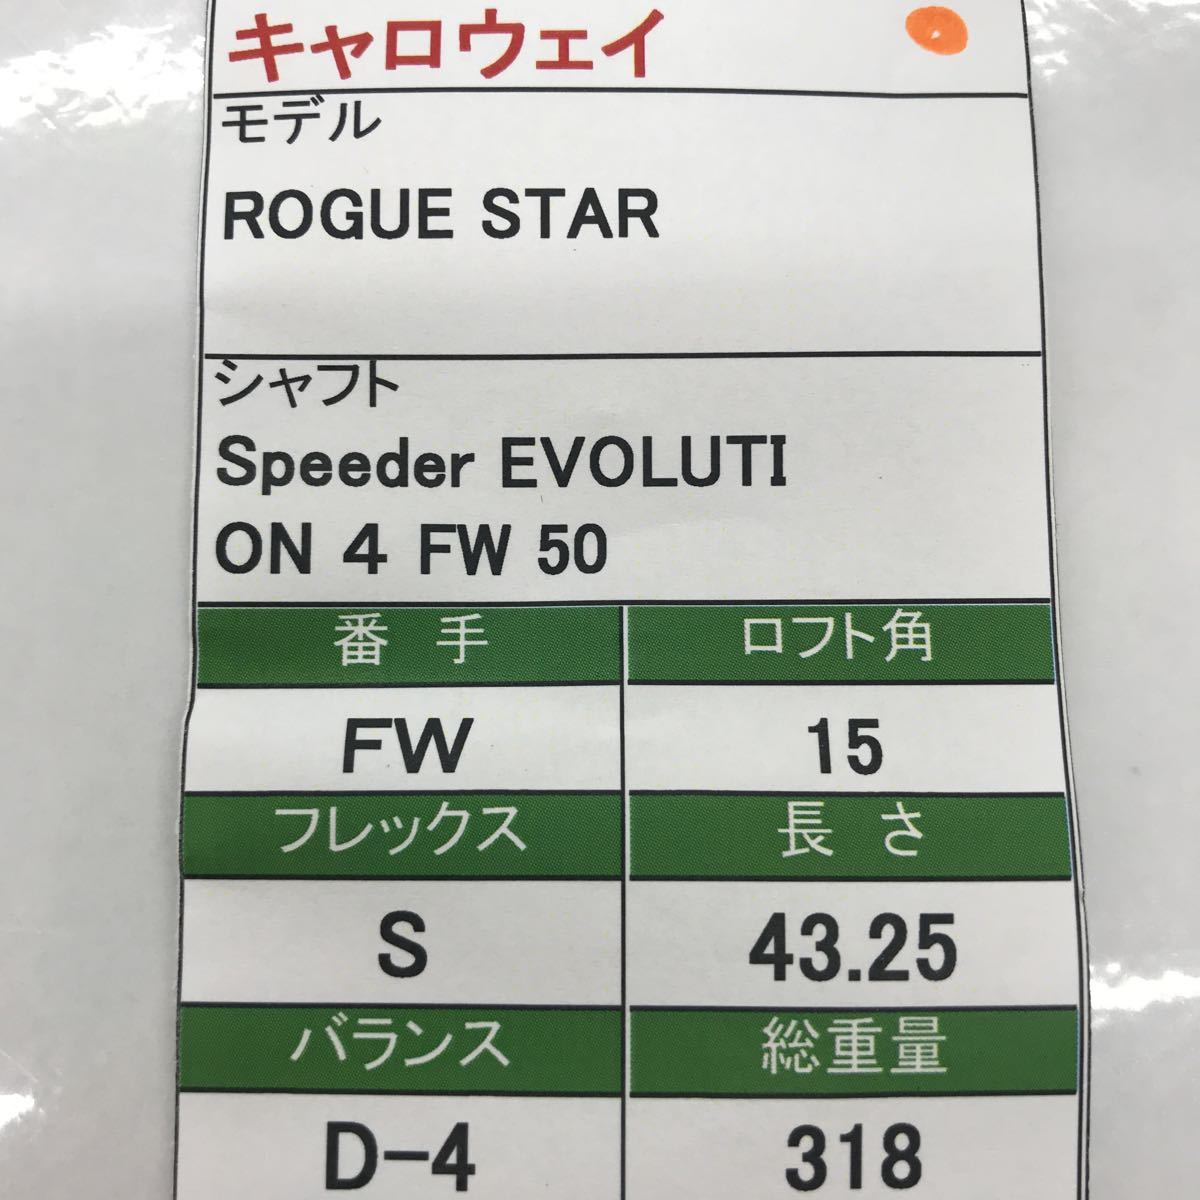 キャロウェイ
モデル
ROGUE STAR
シャフト
Speeder EVOLUTI
ON 4 FW 50
番 手 ロフト角
FW 15
フレックス 長 さ
S 43.25
バランス 総重量
D-4 318